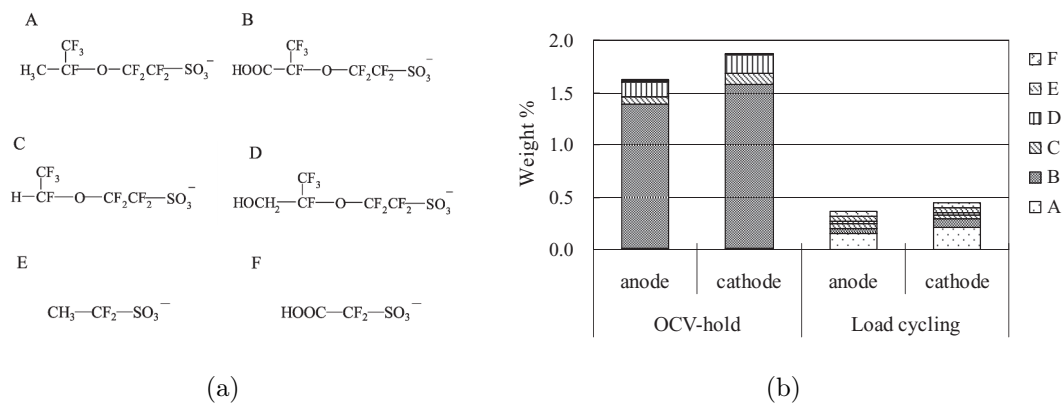 A
CF₃
H₃C—CF—O—CF₂CF₂—SO₃⁻
B
CF₃
HOOC—CF—O—CF₂CF₂—SO₃⁻
C
CF₃
H—CF—O—CF₂CF₂—SO₃⁻
D
CF₃
HOCH₂—CF—O—CF₂CF₂—SO₃⁻
E
CH₃—CF₂—SO₃⁻
F
HOOC—CF₂—SO₃⁻
(a)
Weight %
2.0
1.5
1.0
0.5
0.0
anode
cathode
anode
cathode
OCV-hold
Load cycling
F
E
D
C
B
A
(b)